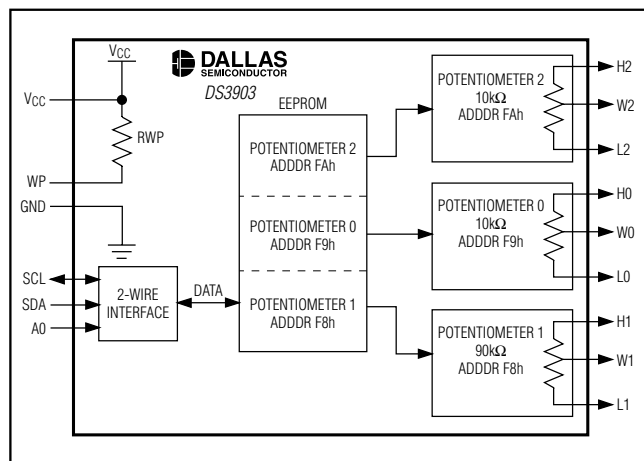 DALLAS
SEMICONDUCTOR
DS3903
VCC
VCC
RWP
WP
GND
SCL
SDA
A0
2-WIRE
INTERFACE
DATA
EEPROM
POTENTIOMETER 2
ADDDR FAh
POTENTIOMETER 0
ADDDR F9h
POTENTIOMETER 1
ADDDR F8h
POTENTIOMETER 2
10kΩ
ADDDR FAh
H2
W2
L2
POTENTIOMETER 0
10kΩ
ADDDR F9h
H0
W0
L0
POTENTIOMETER 1
90kΩ
ADDDR F8h
H1
W1
L1